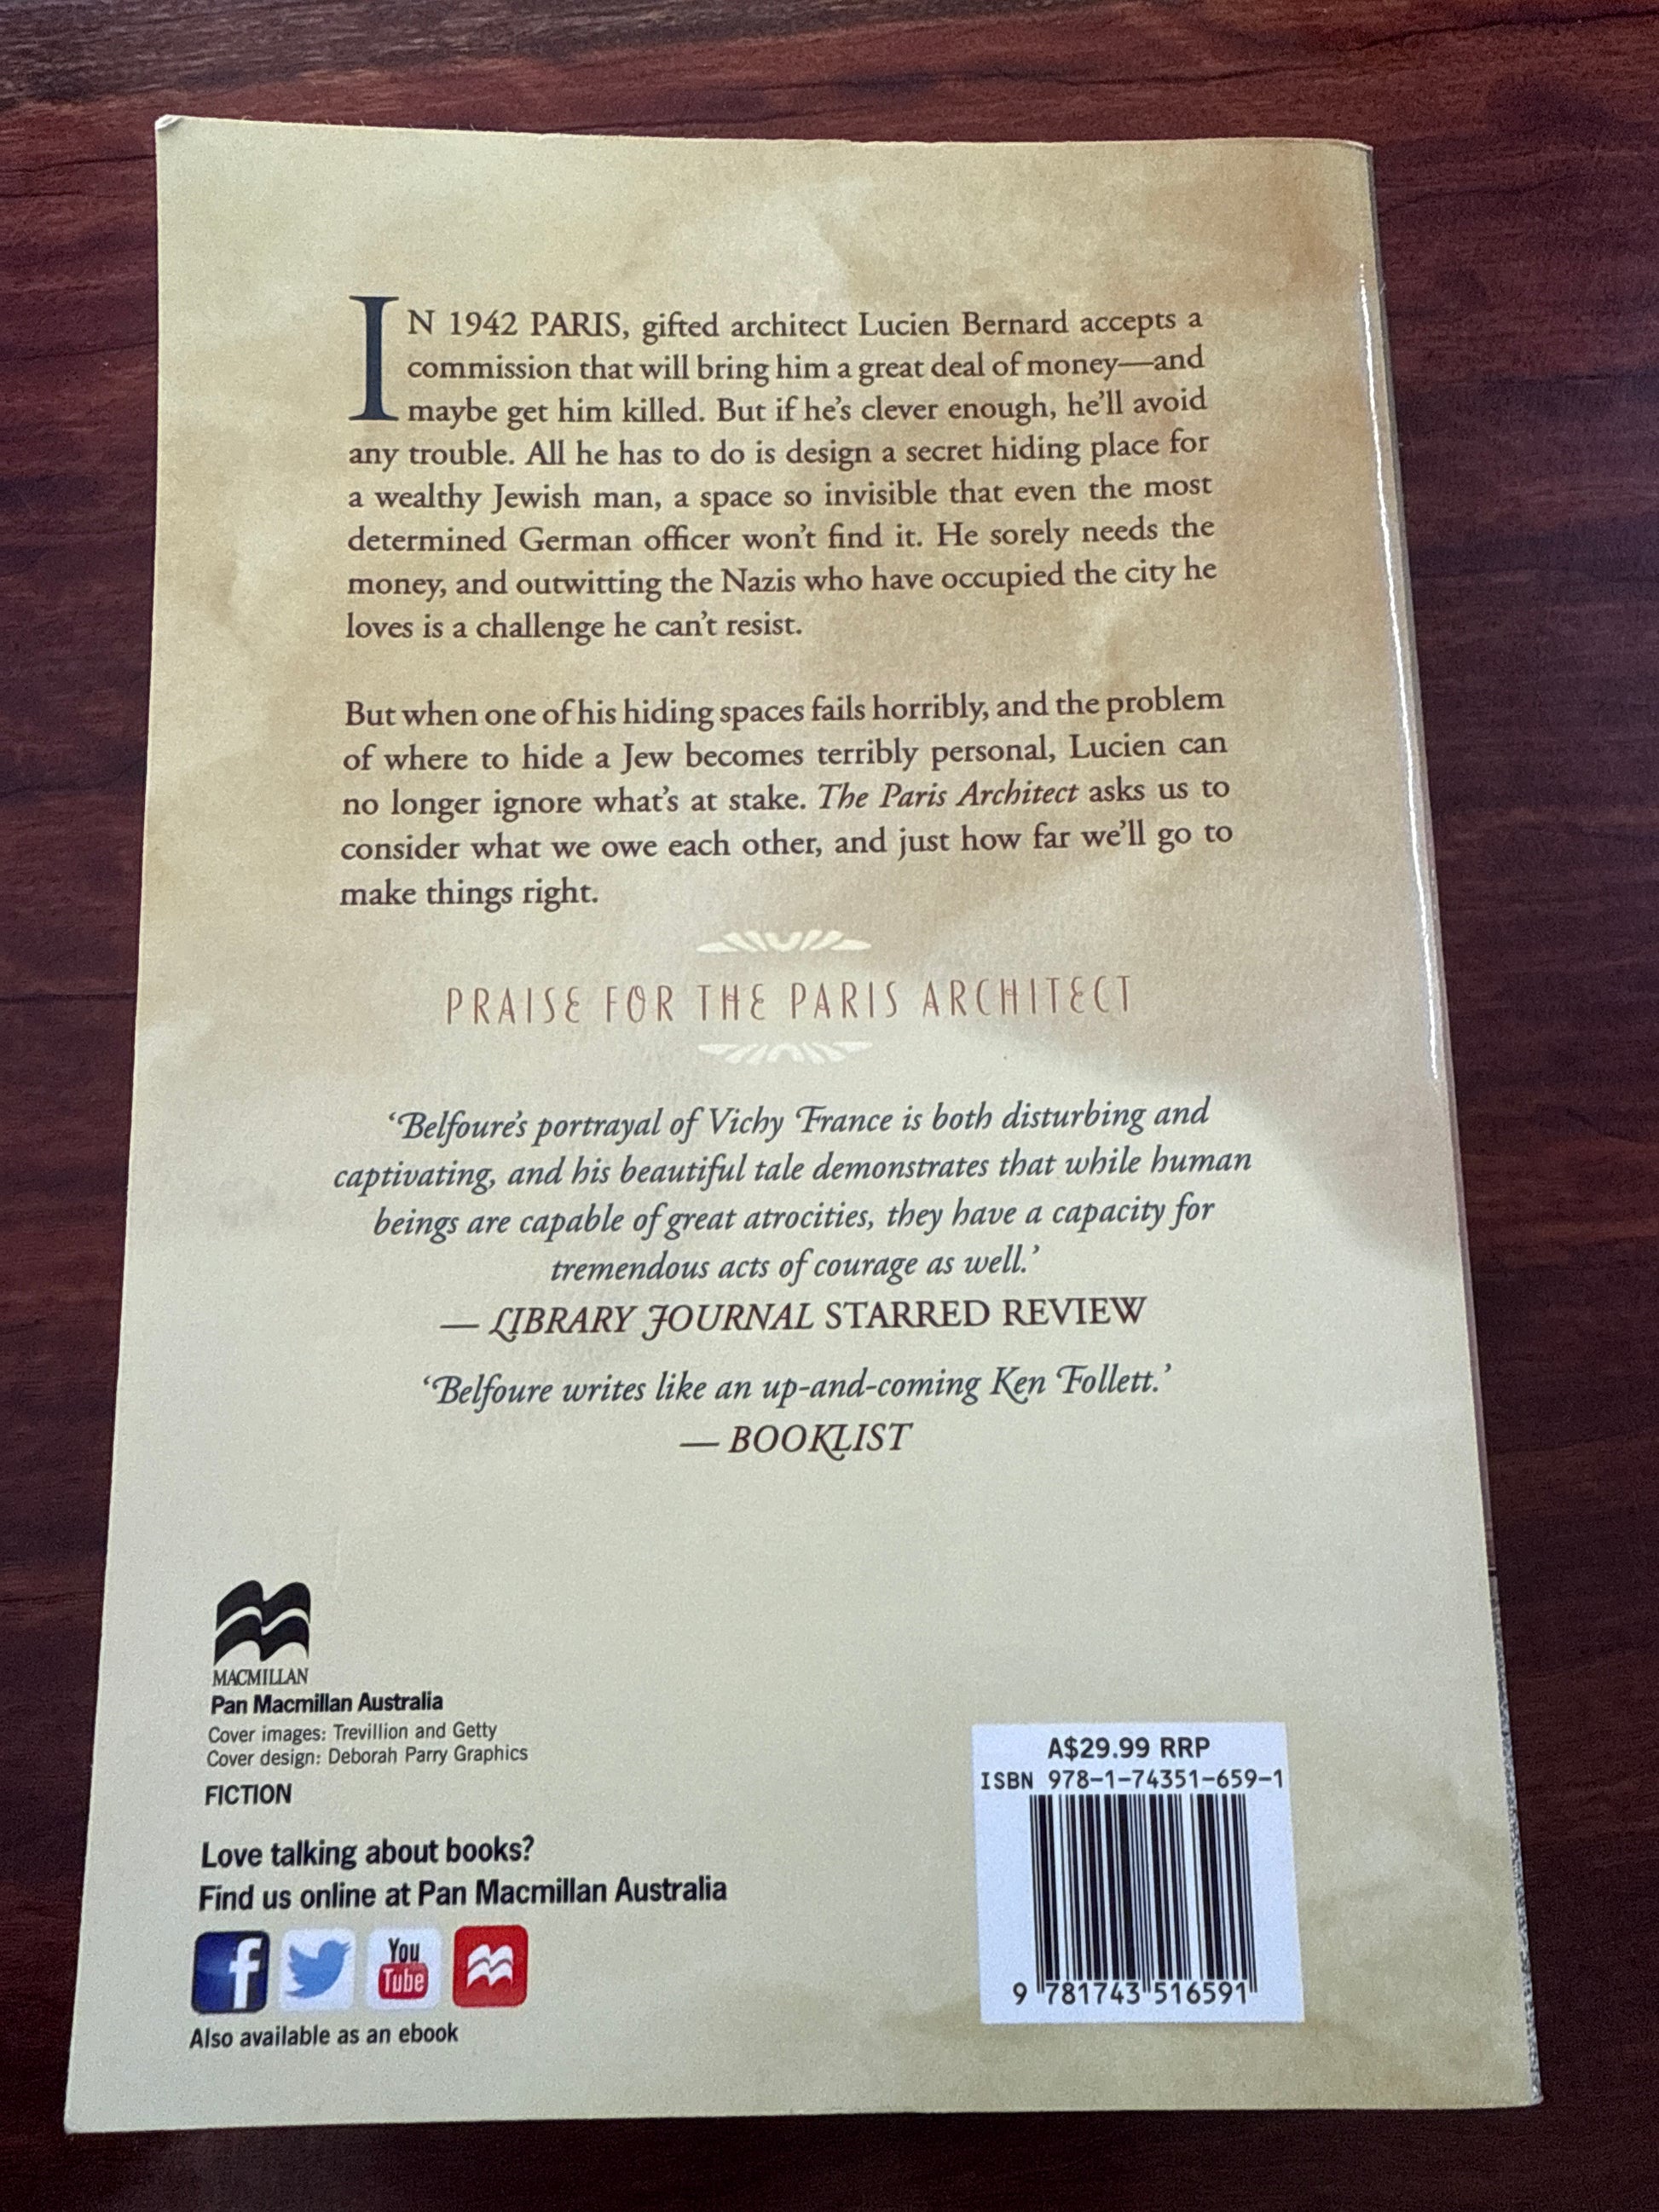 IN 1942 PARIS, gifted architect Lucien Bernard accepts a
commission that will bring him a great deal of money—and
maybe get him killed. But if he's clever enough, he'll avoid
any trouble. All he has to do is design a secret hiding place for
a wealthy Jewish man, a space so invisible that even the most
determined German officer won't find it. He sorely needs the
money, and outwitting the Nazis who have occupied the city he
loves is a challenge he can't resist.
But when one of his hiding spaces fails horribly, and the problem
of where to hide a Jew becomes terribly personal, Lucien can
no longer ignore what's at stake. The Paris Architect asks us to
consider what we owe each other, and just how far we'll go to
make things right.
PRAISE FOR THE PARIS ARCHITECT
'Belfoure's portrayal of Vichy France is both disturbing and
captivating, and his beautiful tale demonstrates that while human
beings are capable of great atrocities, they have a capacity for
tremendous acts of courage as well.'
— LIBRARY JOURNAL STARRED REVIEW
'Belfoure writes like an up-and-coming Ken Follett.'
— BOOKLIST
MACMILLAN
Pan Macmillan Australia
Cover images: Trevillion and Getty
Cover design: Deborah Parry Graphics
FICTION
Love talking about books?
Find us online at Pan Macmillan Australia
f
You
Tube
Also available as an ebook
A$29.99 RRP
ISBN 978-1-74351-659-1
9 781743 516591